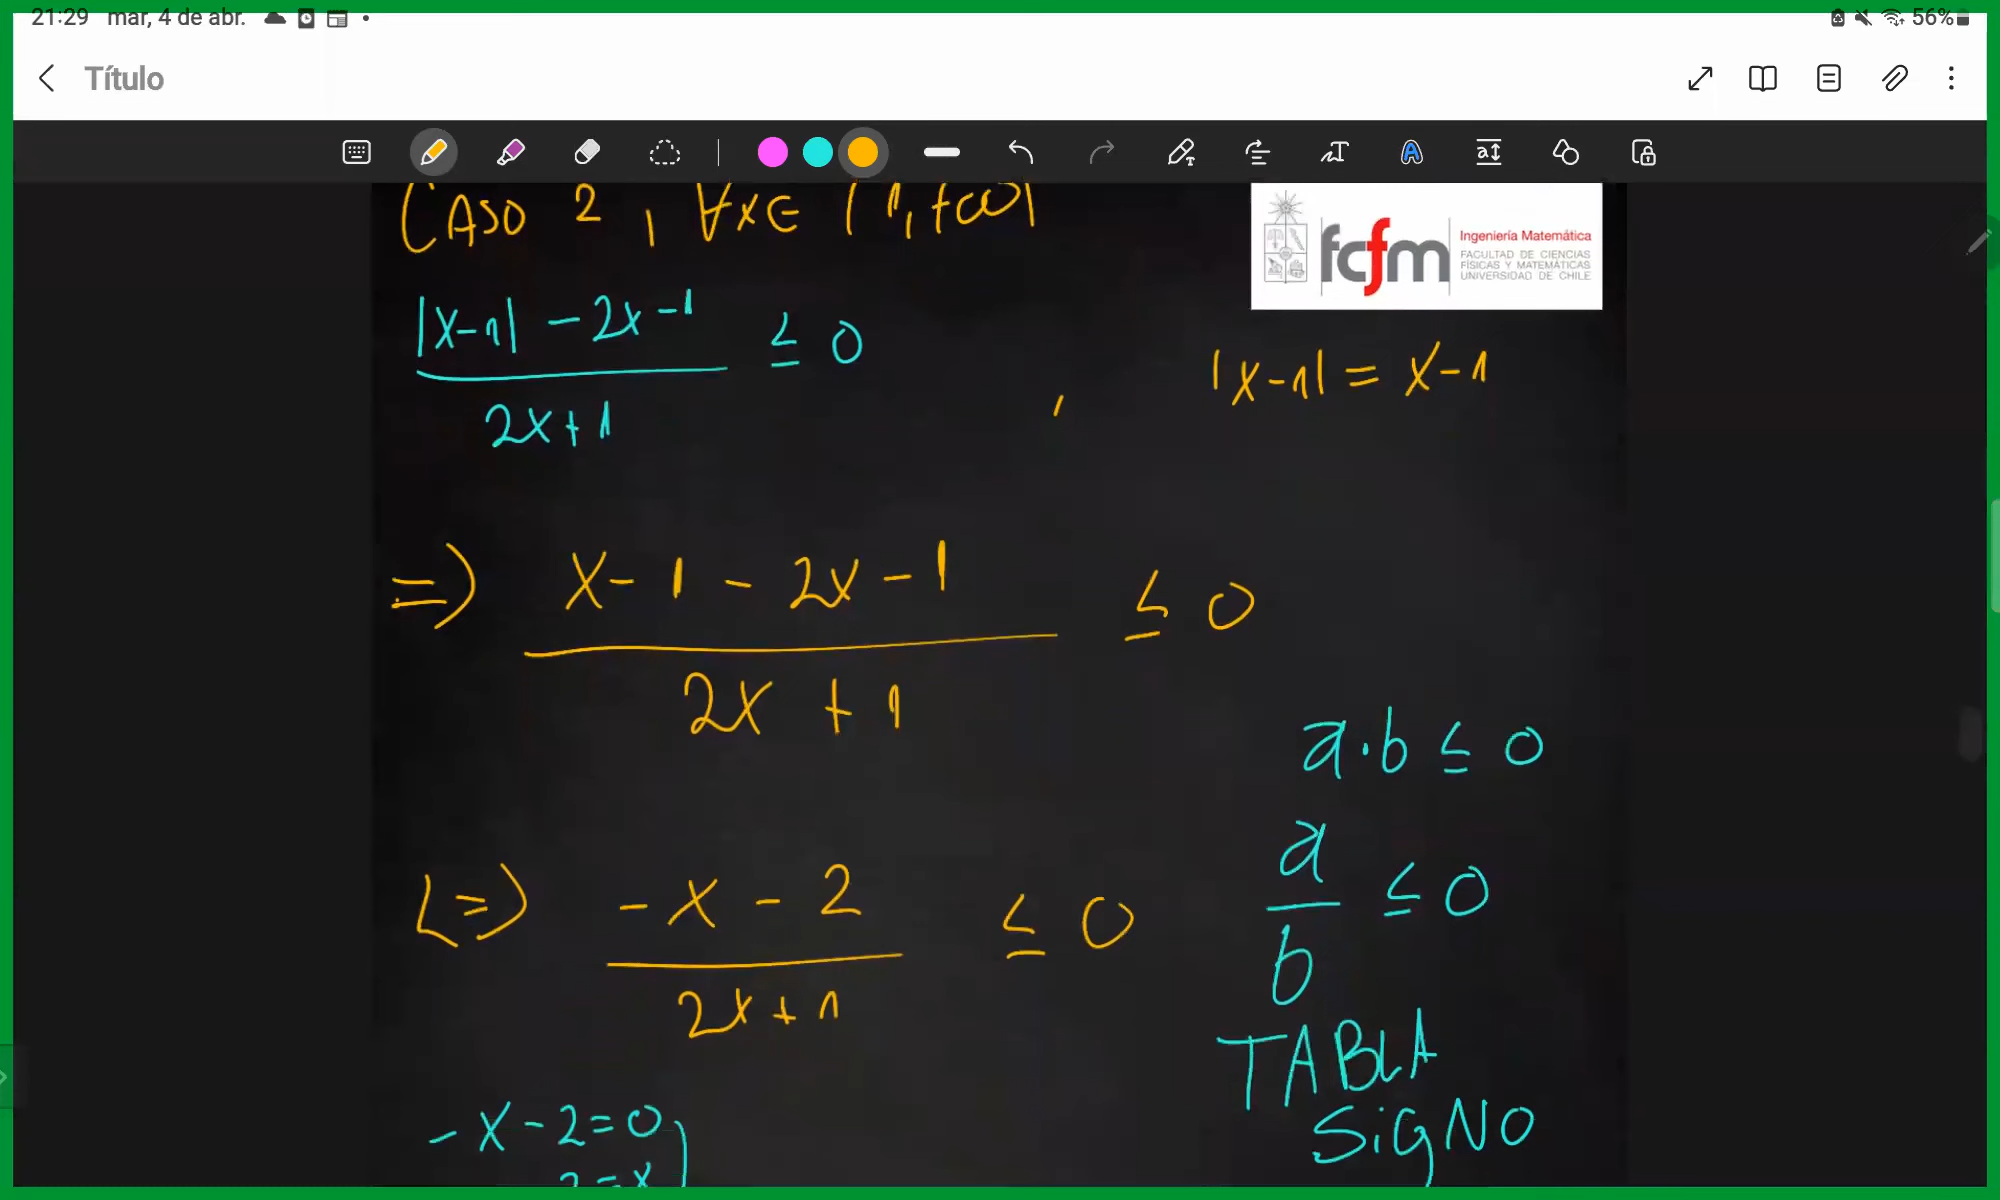 21:29 mar, 4 de abr. 56%
Título
CASO 2, ∀x∈ (1, +∞)
fcfm Ingeniería Matemática
FACULTAD DE CIENCIAS
FÍSICAS Y MATEMÁTICAS
UNIVERSIDAD DE CHILE
|x-1| - 2x - 1 ≤ 0
2x + 1
, |x-1| = x-1
=> x - 1 - 2x - 1 ≤ 0
2x + 1
a·b ≤ 0
<=> -x - 2 ≤ 0
2x + 1
a ≤ 0
b
TABLA
SIGNO
-x - 2 = 0